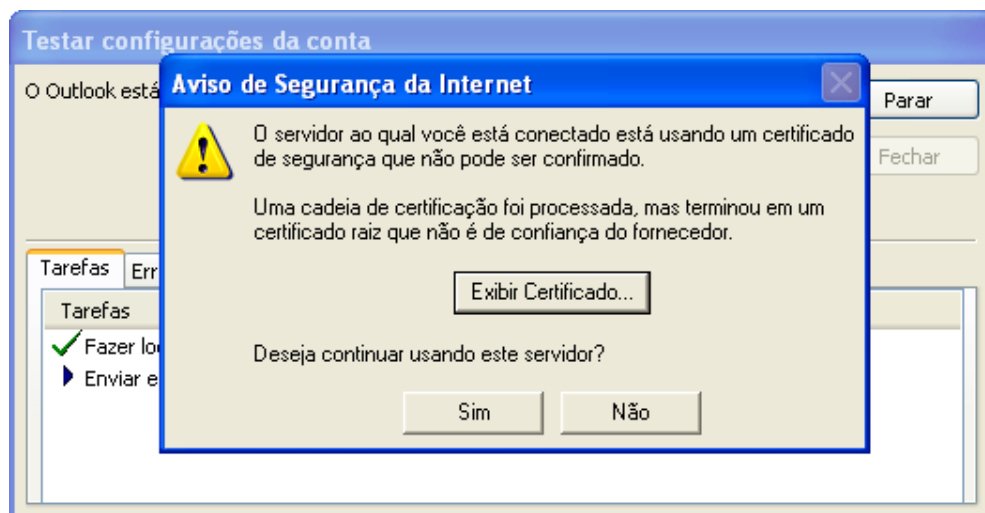 Testar configurações da conta
O Outlook está
Aviso de Segurança da Internet
Parar
Fechar
O servidor ao qual você está conectado está usando um certificado
de segurança que não pode ser confirmado.
Uma cadeia de certificação foi processada, mas terminou em um
certificado raiz que não é de confiança do fornecedor.
Exibir Certificado...
Deseja continuar usando este servidor?
Sim
Não
Tarefas
Err
Tarefas
Fazer lo
Enviar e